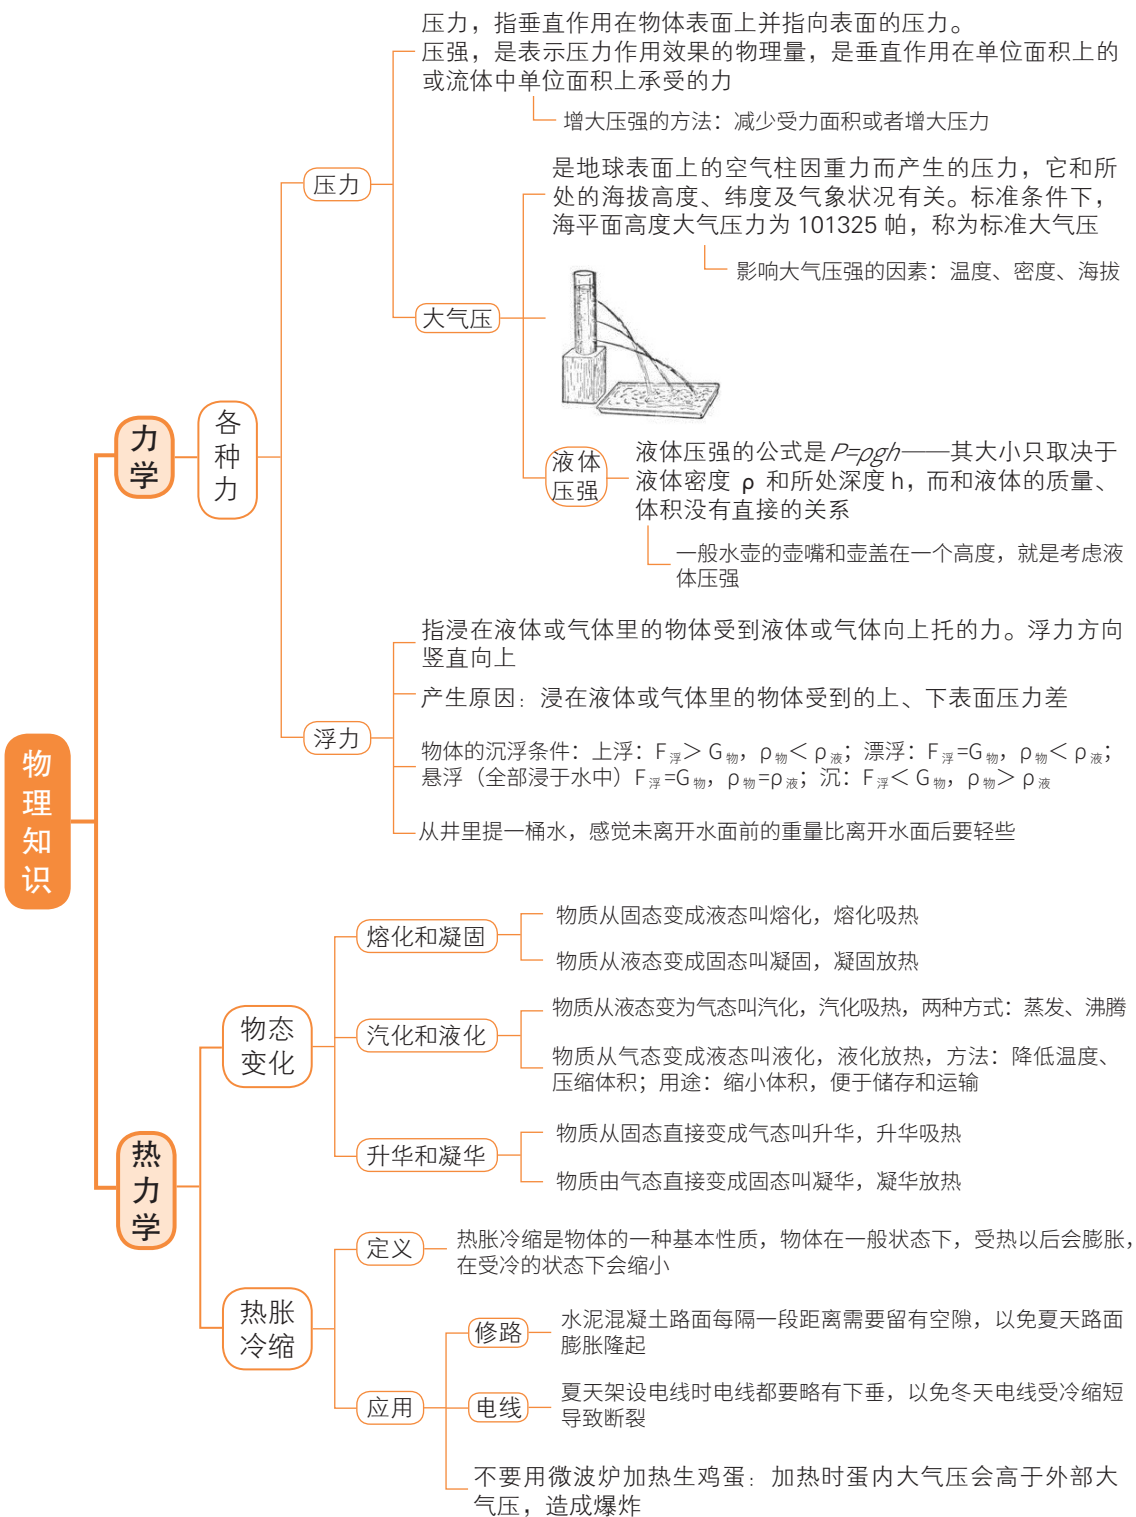 压力，指垂直作用在物体表面上并指向表面的压力。
压强，是表示压力作用效果的物理量，是垂直作用在单位面积上的
或流体中单位面积上承受的力
增大压强的方法：减少受力面积或者增大压力
压力
是地球表面上的空气柱因重力而产生的压力，它和所
处的海拔高度、纬度及气象状况有关。标准条件下，
海平面高度大气压力为 101325 帕，称为标准大气压
影响大气压强的因素：温度、密度、海拔
大气压
液体
压强
液体压强的公式是 P=ρgh——其大小只取决于
液体密度 ρ 和所处深度 h，而和液体的质量、
体积没有直接的关系
一般水壶的壶嘴和壶盖在一个高度，就是考虑液
体压强
力
学
各
种
力
指浸在液体或气体里的物体受到液体或气体向上托的力。浮力方向
竖直向上
产生原因：浸在液体或气体里的物体受到的上、下表面压力差
浮力
物体的沉浮条件：上浮：F浮＞G物，ρ物＜ρ液；漂浮：F浮=G物，ρ物＜ρ液；
悬浮（全部浸于水中）F浮=G物，ρ物=ρ液；沉：F浮＜G物，ρ物＞ρ液
从井里提一桶水，感觉未离开水面前的重量比离开水面后要轻些
物
理
知
识
熔化和凝固
物质从固态变成液态叫熔化，熔化吸热
物质从液态变成固态叫凝固，凝固放热
物态
变化
汽化和液化
物质从液态变为气态叫汽化，汽化吸热，两种方式：蒸发、沸腾
物质从气态变成液态叫液化，液化放热，方法：降低温度、
压缩体积；用途：缩小体积，便于储存和运输
升华和凝华
物质从固态直接变成气态叫升华，升华吸热
物质由气态直接变成固态叫凝华，凝华放热
热
力
学
定义
热胀冷缩是物体的一种基本性质，物体在一般状态下，受热以后会膨胀，
在受冷的状态下会缩小
热胀
冷缩
修路
水泥混凝土路面每隔一段距离需要留有空隙，以免夏天路面
膨胀隆起
应用
电线
夏天架设电线时电线都要略有下垂，以免冬天电线受冷缩短
导致断裂
不要用微波炉加热生鸡蛋：加热时蛋内大气压会高于外部大
气压，造成爆炸